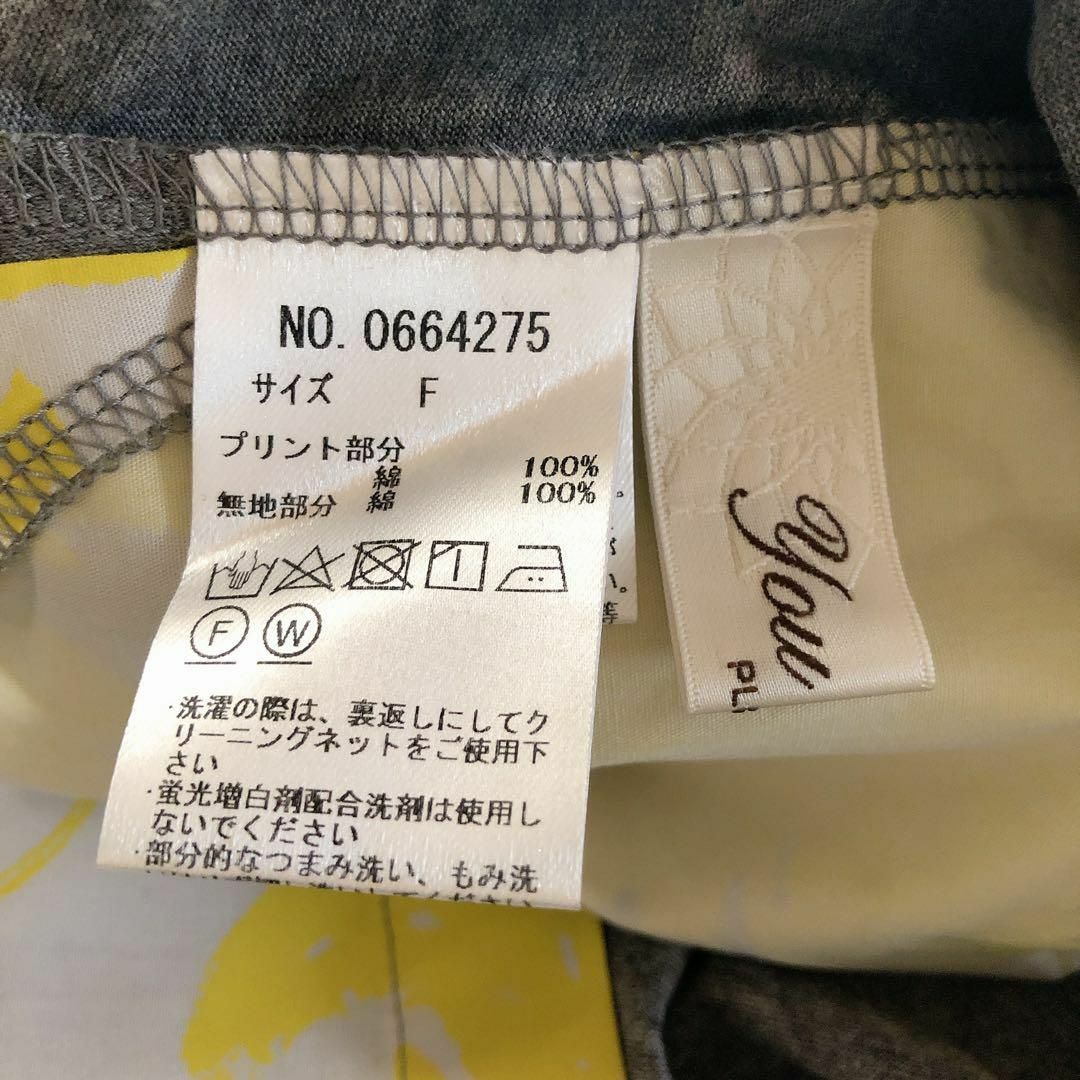 NO. 0664275
サイズ F
プリント部分
綿 100%
無地部分 綿 100%
F W
·洗濯の際は、裏返しにしてク
リーニングネットをご使用下
さい
·蛍光増白剤配合洗剤は使用し
ないでください
·部分的なつまみ洗い、もみ洗
You